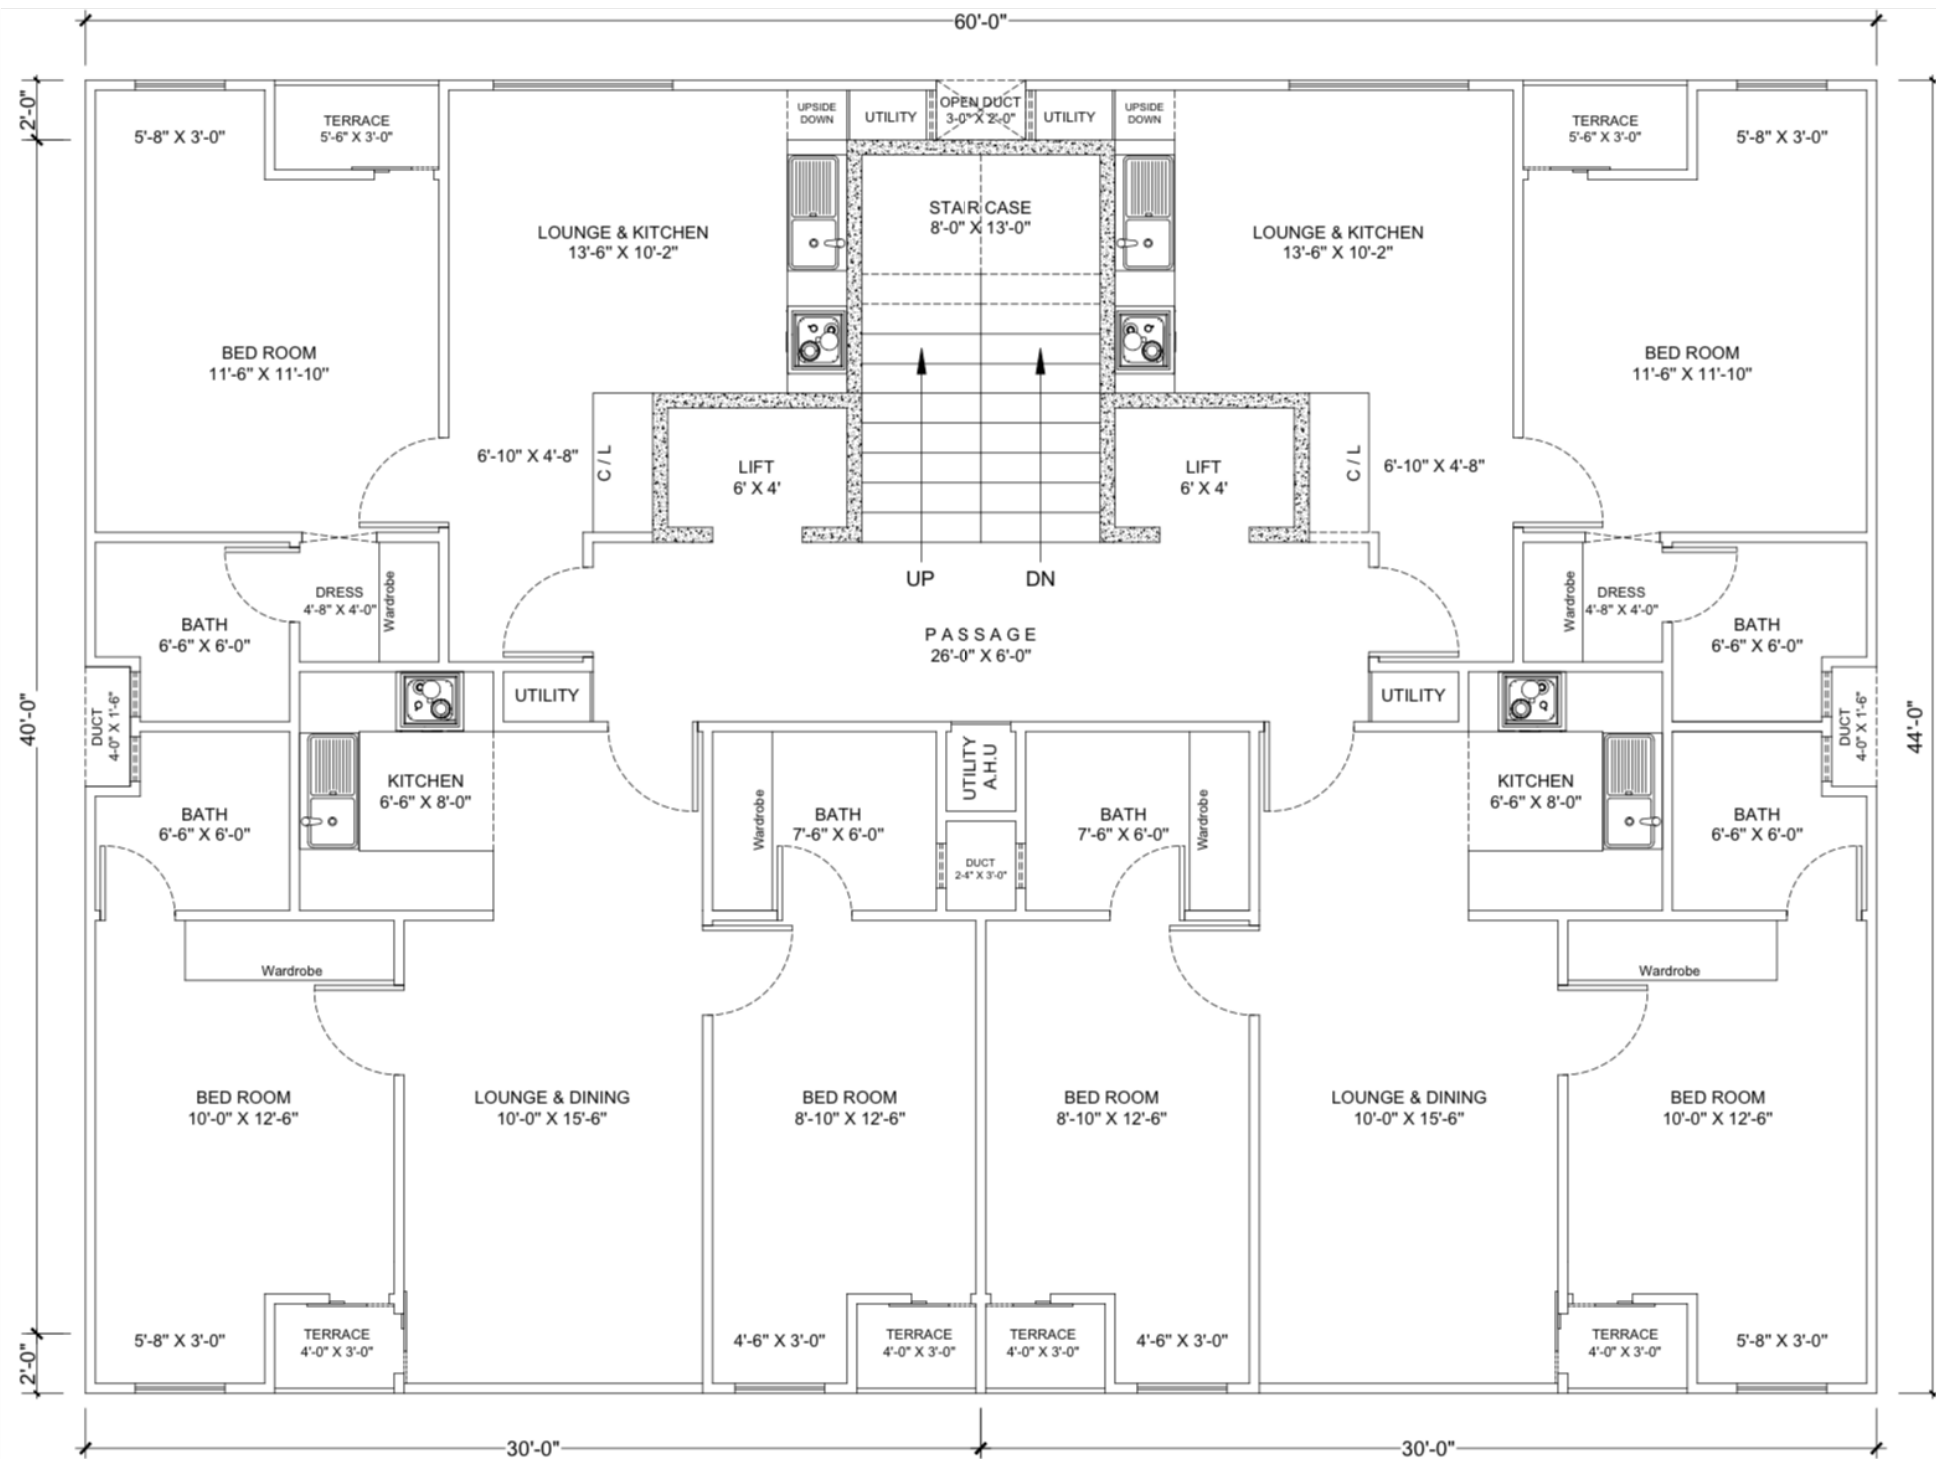 60'-0"
2'-0"
5'-8" X 3'-0"
TERRACE
5'-6" X 3'-0"
UPSIDE
DOWN
UTILITY
OPEN DUCT
3-0" X 2'-0"
UTILITY
UPSIDE
DOWN
TERRACE
5'-6" X 3'-0"
5'-8" X 3'-0"
LOUNGE & KITCHEN
13'-6" X 10'-2"
STAIR CASE
8'-0" X 13'-0"
LOUNGE & KITCHEN
13'-6" X 10'-2"
BED ROOM
11'-6" X 11'-10"
BED ROOM
11'-6" X 11'-10"
6'-10" X 4'-8"
C / L
LIFT
6' X 4'
LIFT
6' X 4'
C / L
6'-10" X 4'-8"
UP
DN
BATH
6'-6" X 6'-0"
DRESS
4'-8" X 4'-0"
Wardrobe
PASSAGE
26'-0" X 6'-0"
Wardrobe
DRESS
4'-8" X 4'-0"
BATH
6'-6" X 6'-0"
40'-0"
DUCT
4-0" X 1'-6"
UTILITY
UTILITY
DUCT
4-0" X 1'-6"
44'-0"
KITCHEN
6'-6" X 8'-0"
UTILITY
A.H.U
KITCHEN
6'-6" X 8'-0"
BATH
6'-6" X 6'-0"
Wardrobe
BATH
7'-6" X 6'-0"
DUCT
2-4" X 3'-0"
BATH
7'-6" X 6'-0"
Wardrobe
BATH
6'-6" X 6'-0"
Wardrobe
Wardrobe
BED ROOM
10'-0" X 12'-6"
LOUNGE & DINING
10'-0" X 15'-6"
BED ROOM
8'-10" X 12'-6"
BED ROOM
8'-10" X 12'-6"
LOUNGE & DINING
10'-0" X 15'-6"
BED ROOM
10'-0" X 12'-6"
2'-0"
5'-8" X 3'-0"
TERRACE
4'-0" X 3'-0"
4'-6" X 3'-0"
TERRACE
4'-0" X 3'-0"
TERRACE
4'-0" X 3'-0"
4'-6" X 3'-0"
TERRACE
4'-0" X 3'-0"
5'-8" X 3'-0"
30'-0"
30'-0"